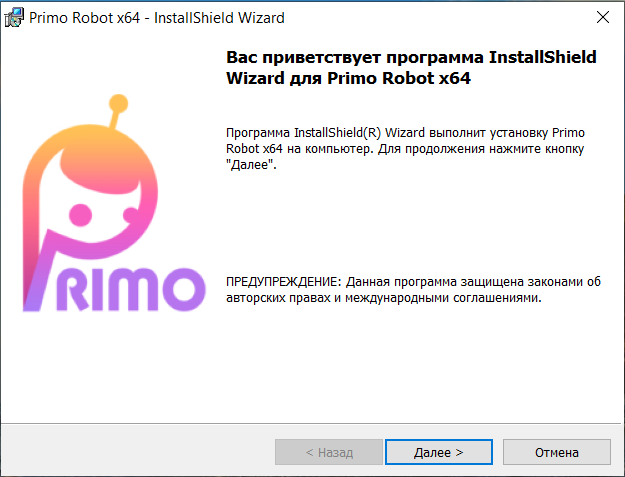 Primo Robot x64 - InstallShield Wizard
Вас приветствует программа InstallShield
Wizard для Primo Robot x64
Программа InstallShield(R) Wizard выполнит установку Primo
Robot x64 на компьютер. Для продолжения нажмите кнопку
"Далее".
PRIMO
ПРЕДУПРЕЖДЕНИЕ: Данная программа защищена законами об
авторских правах и международными соглашениями.
< Назад
Далее >
Отмена